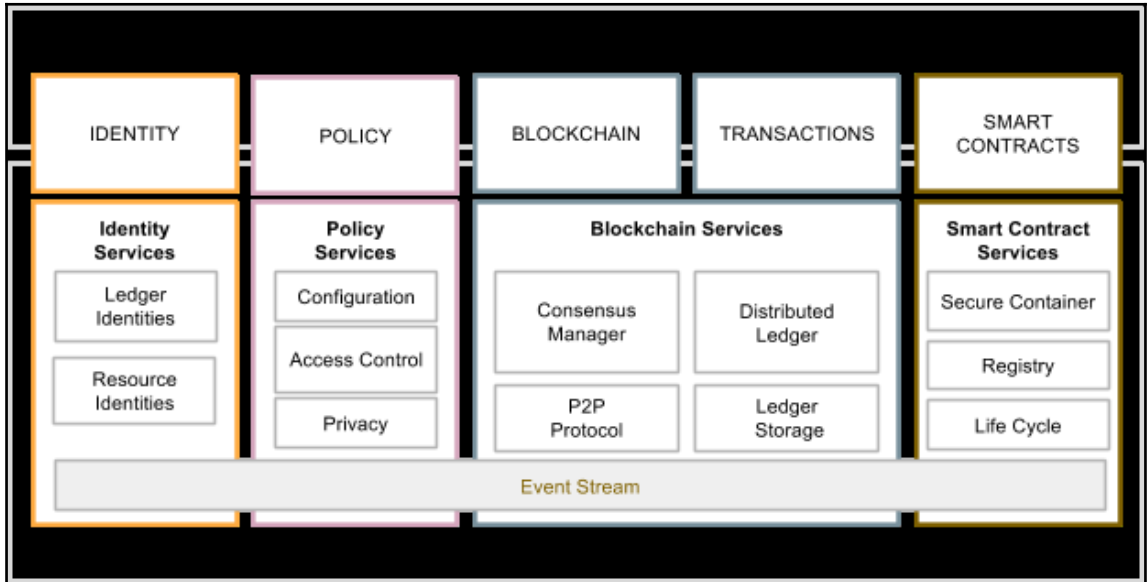 IDENTITY
POLICY
BLOCKCHAIN
TRANSACTIONS
SMART
CONTRACTS
Identity
Services
Ledger
Identities
Resource
Identities
Policy
Services
Configuration
Access Control
Privacy
Blockchain Services
Consensus
Manager
Distributed
Ledger
P2P
Protocol
Ledger
Storage
Smart Contract
Services
Secure Container
Registry
Life Cycle
Event Stream